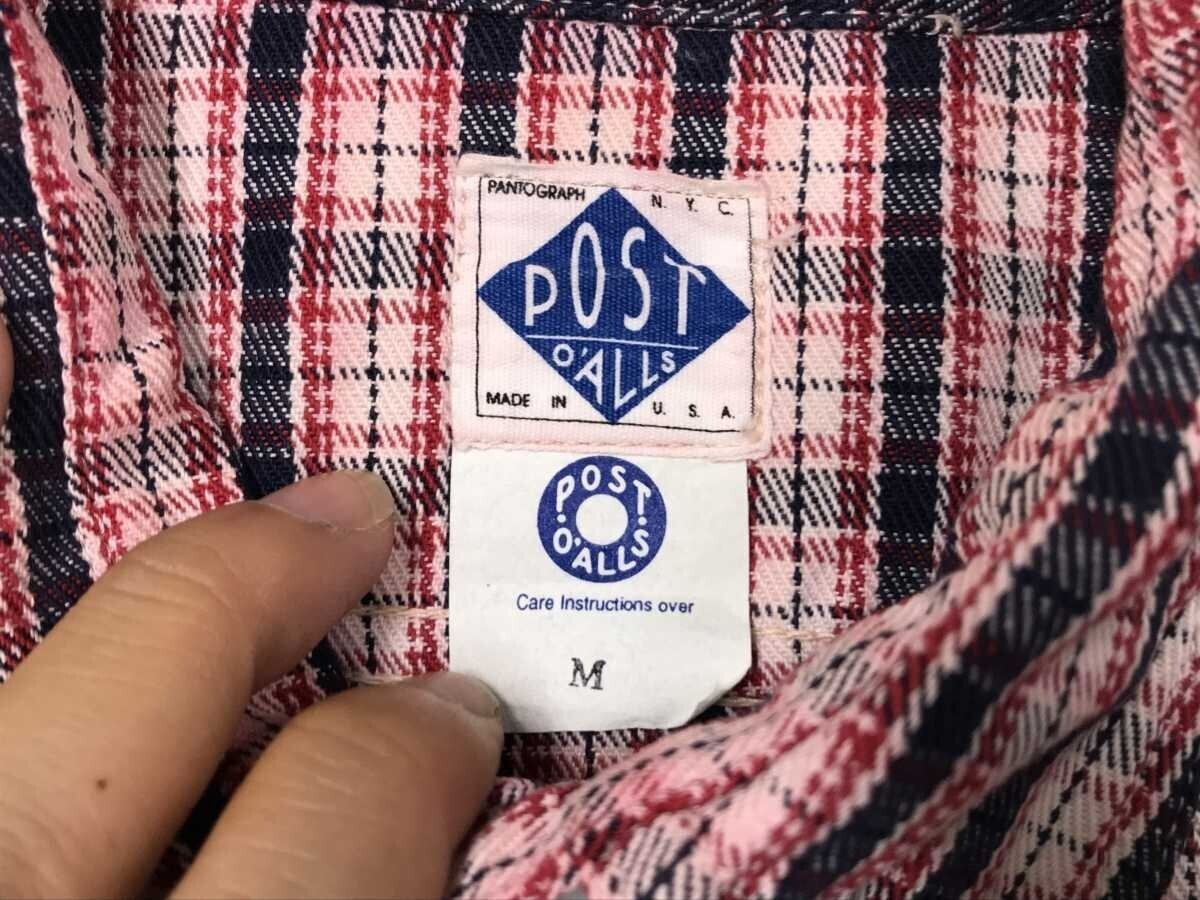 PANTOGRAPH N. Y. C.
POST
O'ALLS
MADE IN U. S. A.
POST
O'ALLS
Care Instructions over
M